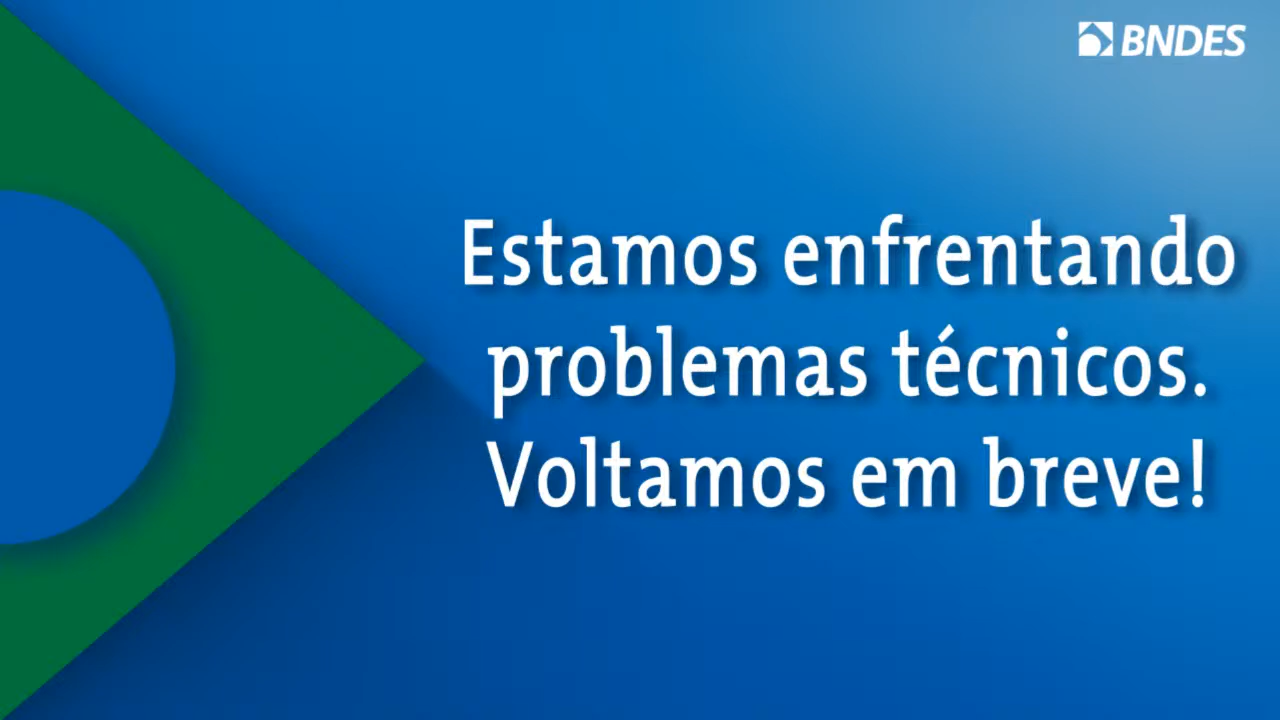 BNDES
Estamos enfrentando
problemas técnicos.
Voltamos em breve!